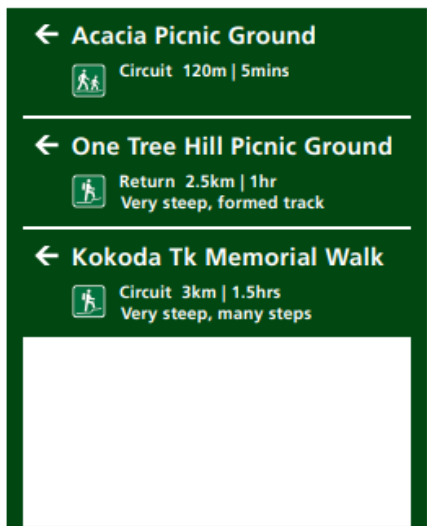 ← Acacia Picnic Ground
Circuit 120m | 5mins
← One Tree Hill Picnic Ground
Return 2.5km | 1hr
Very steep, formed track
← Kokoda Tk Memorial Walk
Circuit 3km | 1.5hrs
Very steep, many steps